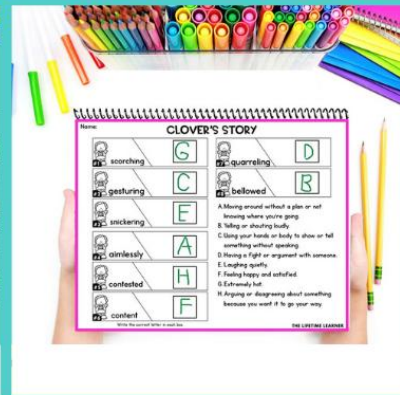 Name:
CLOVER'S STORY
scorching
G
quarreling
D
gesturing
C
bellowed
B
snickering
E
aimlessly
A
contested
H
content
F
A. Moving around without a plan or not
knowing where you're going.
B. Yelling or shouting loudly.
C. Using your hands or body to show or tell
something without speaking.
D. Having a fight or argument with someone.
E. Laughing quietly.
F. Feeling happy and satisfied.
G. Extremely hot.
H. Arguing or disagreeing about something
because you want it to go your way.
Write the correct letter in each box.
THE LIFETIME LEARNER